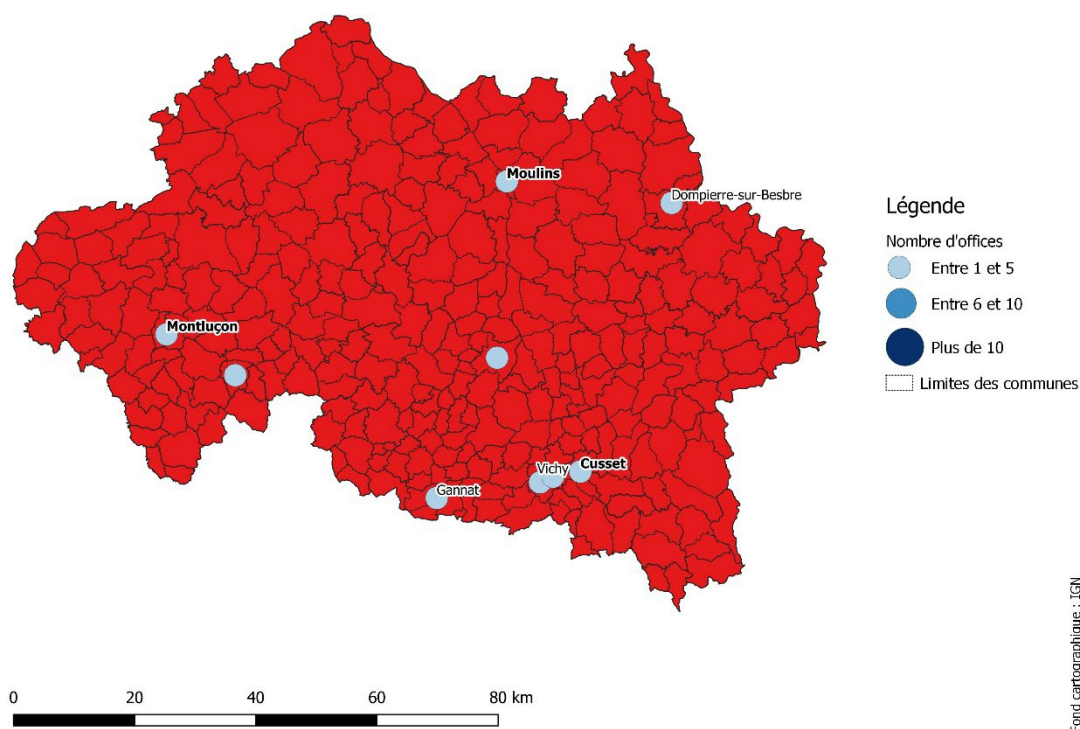 Moulins
Dompierre-sur-Besbre
Montluçon
Vichy
Cusset
Gannat
Légende
Nombre d'offices
Entre 1 et 5
Entre 6 et 10
Plus de 10
Limites des communes
Fond cartographique : IGN
0 20 40 60 80 km